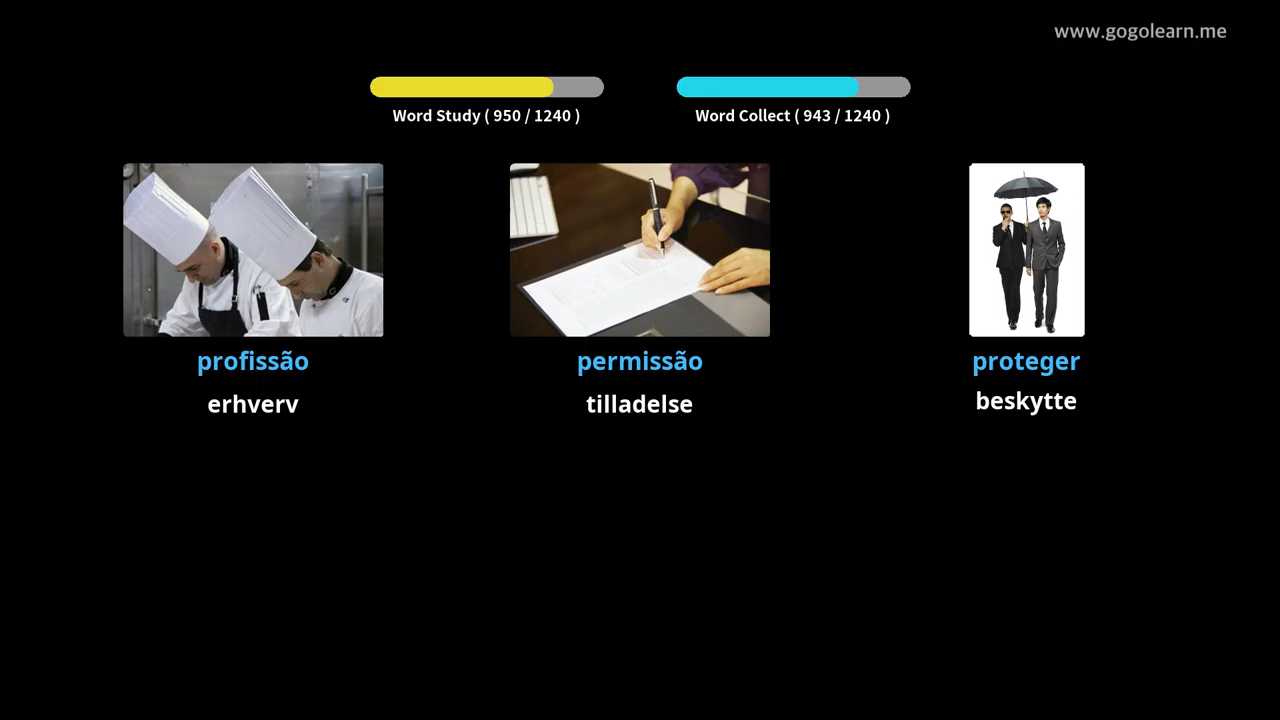 www.gogolearn.me
Word Study ( 950 / 1240 )
Word Collect ( 943 / 1240 )
profissão
permissão
proteger
erhverv
tilladelse
beskytte